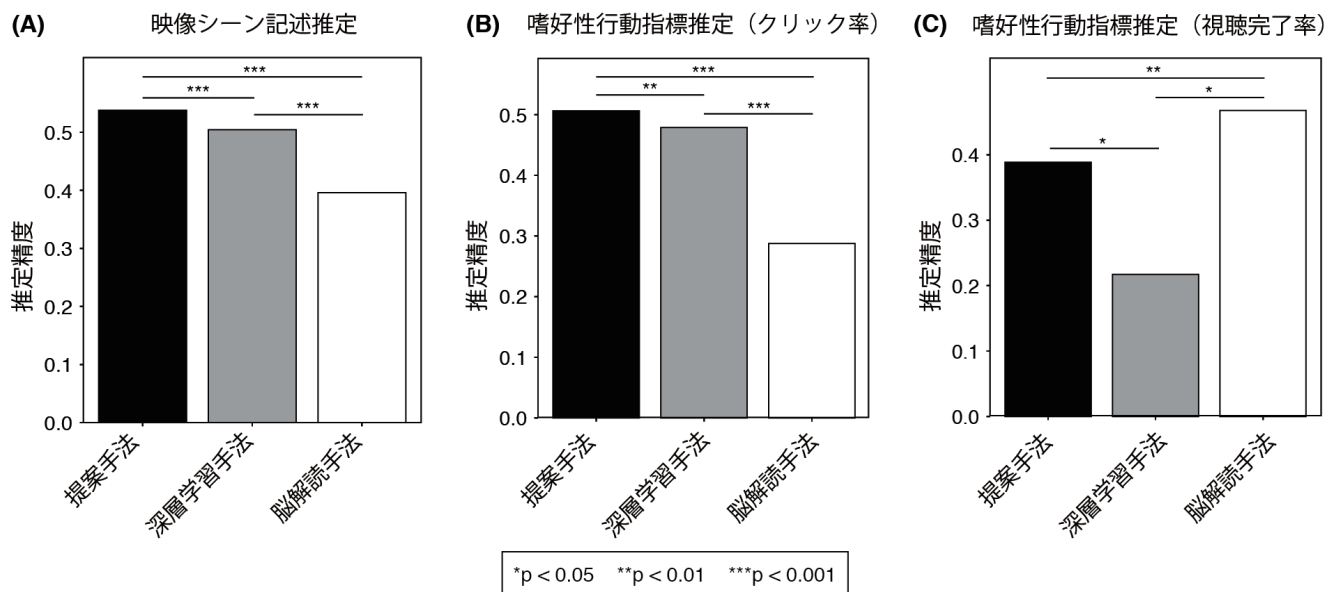 (A) 映像シーン記述推定
***
***
***
推定精度
0.5
0.4
0.3
0.2
0.1
0.0
提案手法
深層学習手法
脳解読手法
(B) 嗜好性行動指標推定（クリック率）
***
**
***
推定精度
0.5
0.4
0.3
0.2
0.1
0.0
提案手法
深層学習手法
脳解読手法
(C) 嗜好性行動指標推定（視聴完了率）
**
*
*
推定精度
0.4
0.3
0.2
0.1
0.0
提案手法
深層学習手法
脳解読手法
*p < 0.05 **p < 0.01 ***p < 0.001